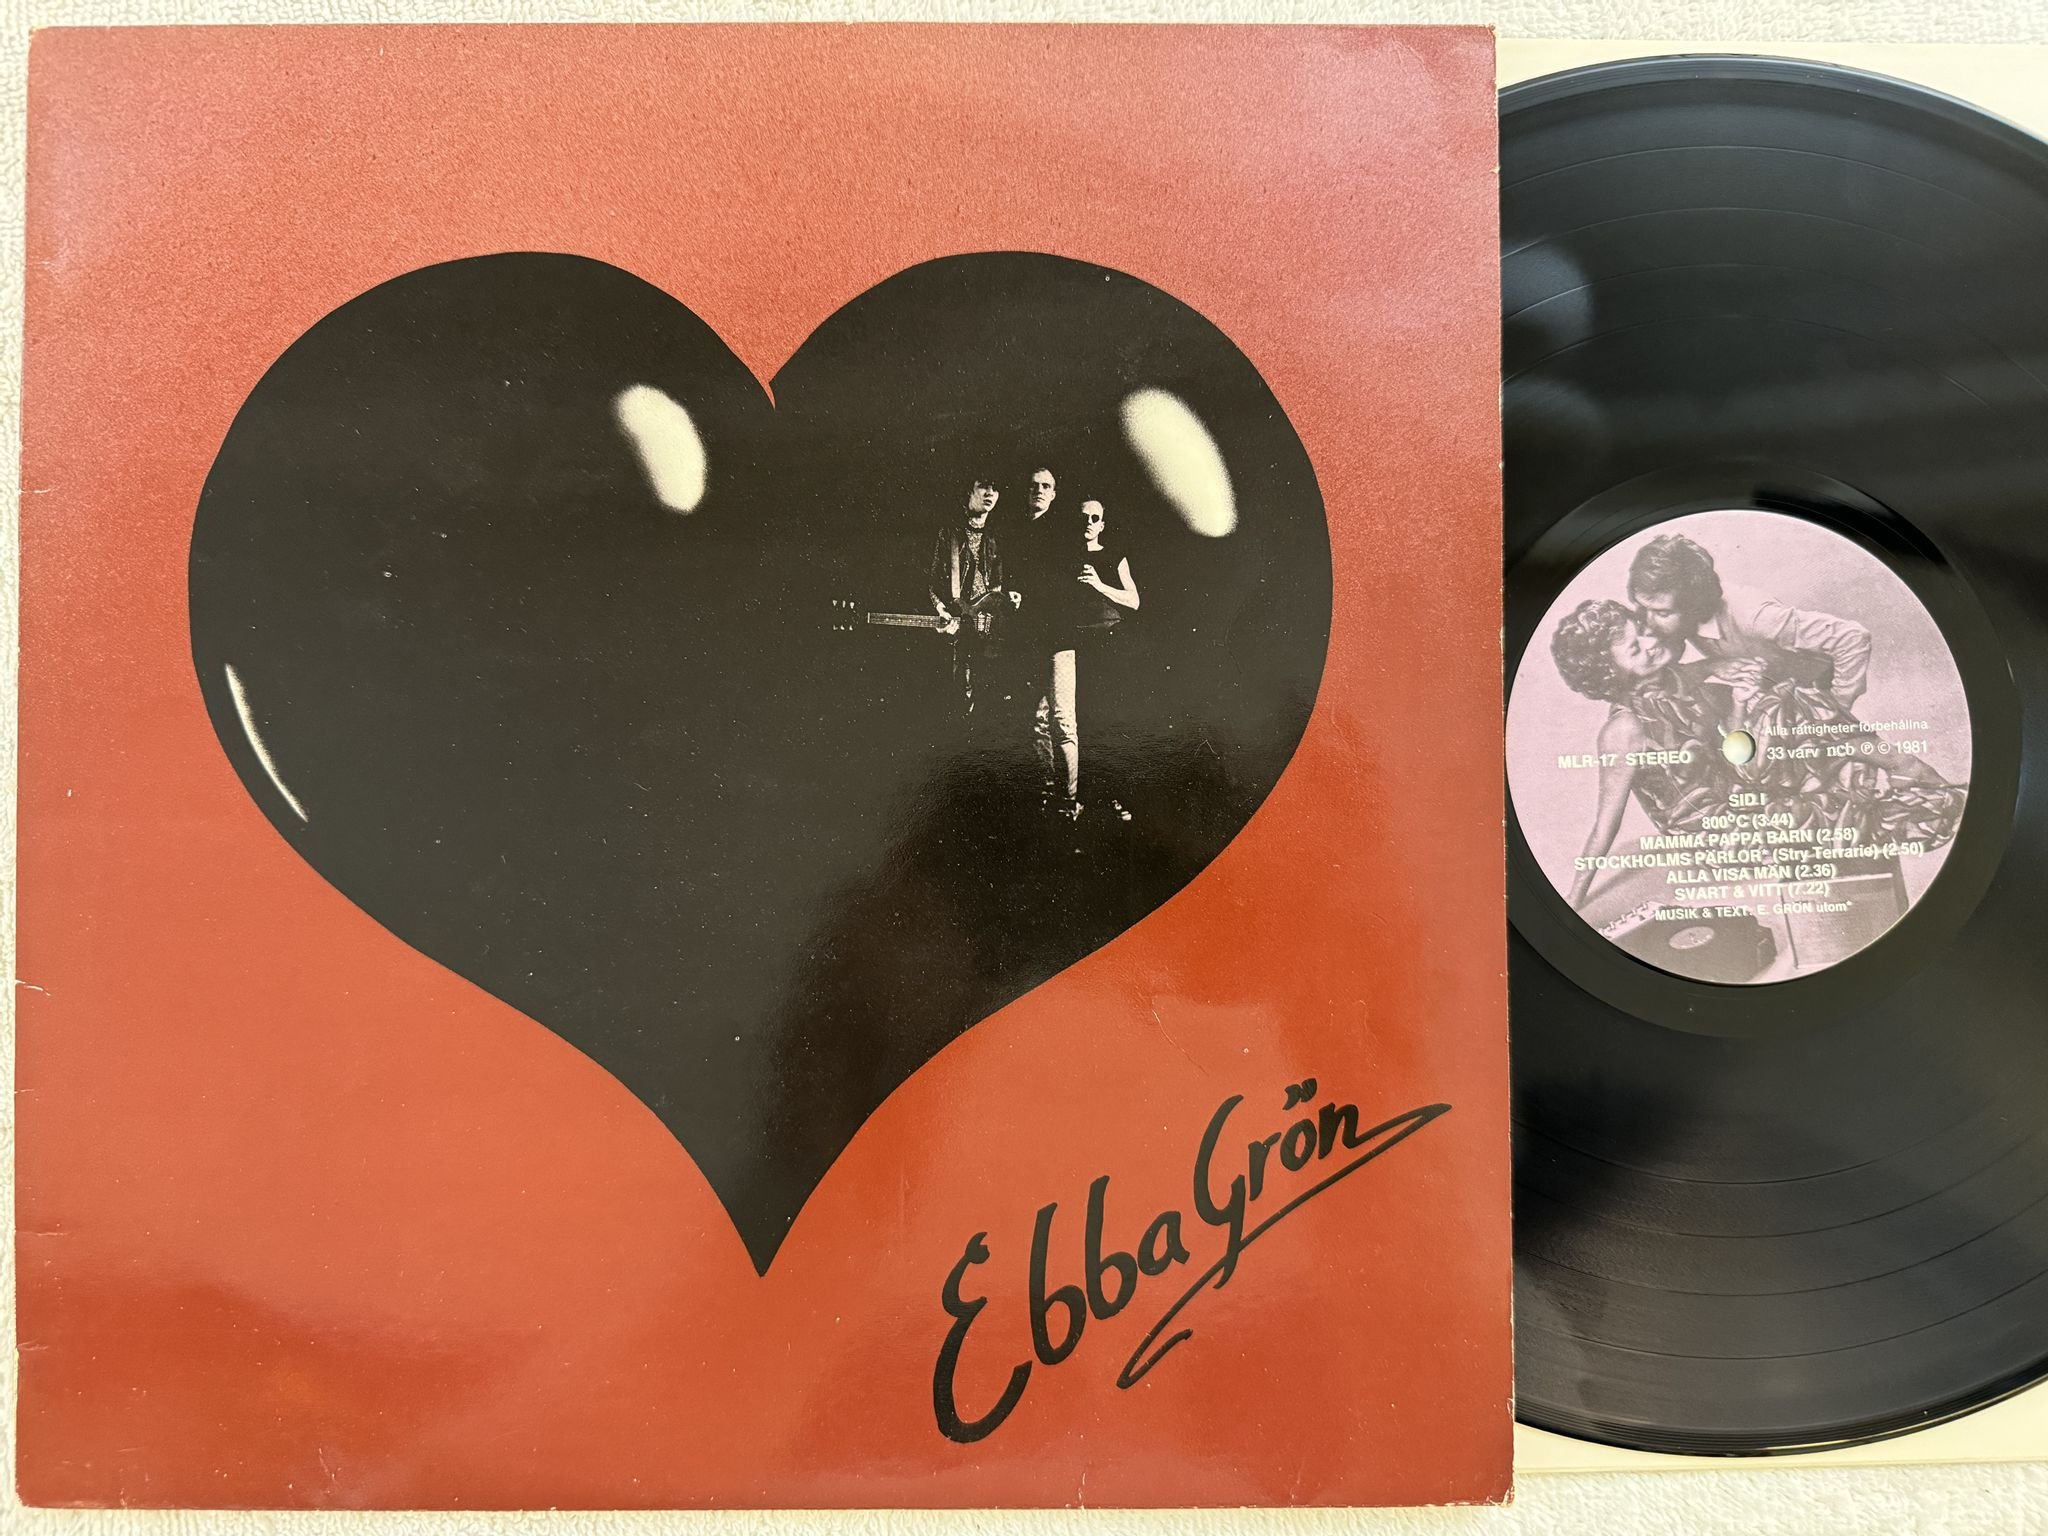 Ebba Grön
Alla rättigheter förbehållna
MLR-17 STEREO
33 varv ncb Ⓟ © 1981
SID I
800°C (3.44)
MAMMA PAPPA BARN (2.58)
STOCKHOLMS PÄRLOR* (Stry Terrarie) (2.50)
ALLA VISA MÄN (2.36)
SVART & VITT (7.22)
MUSIK & TEXT: E. GRÖN utom*